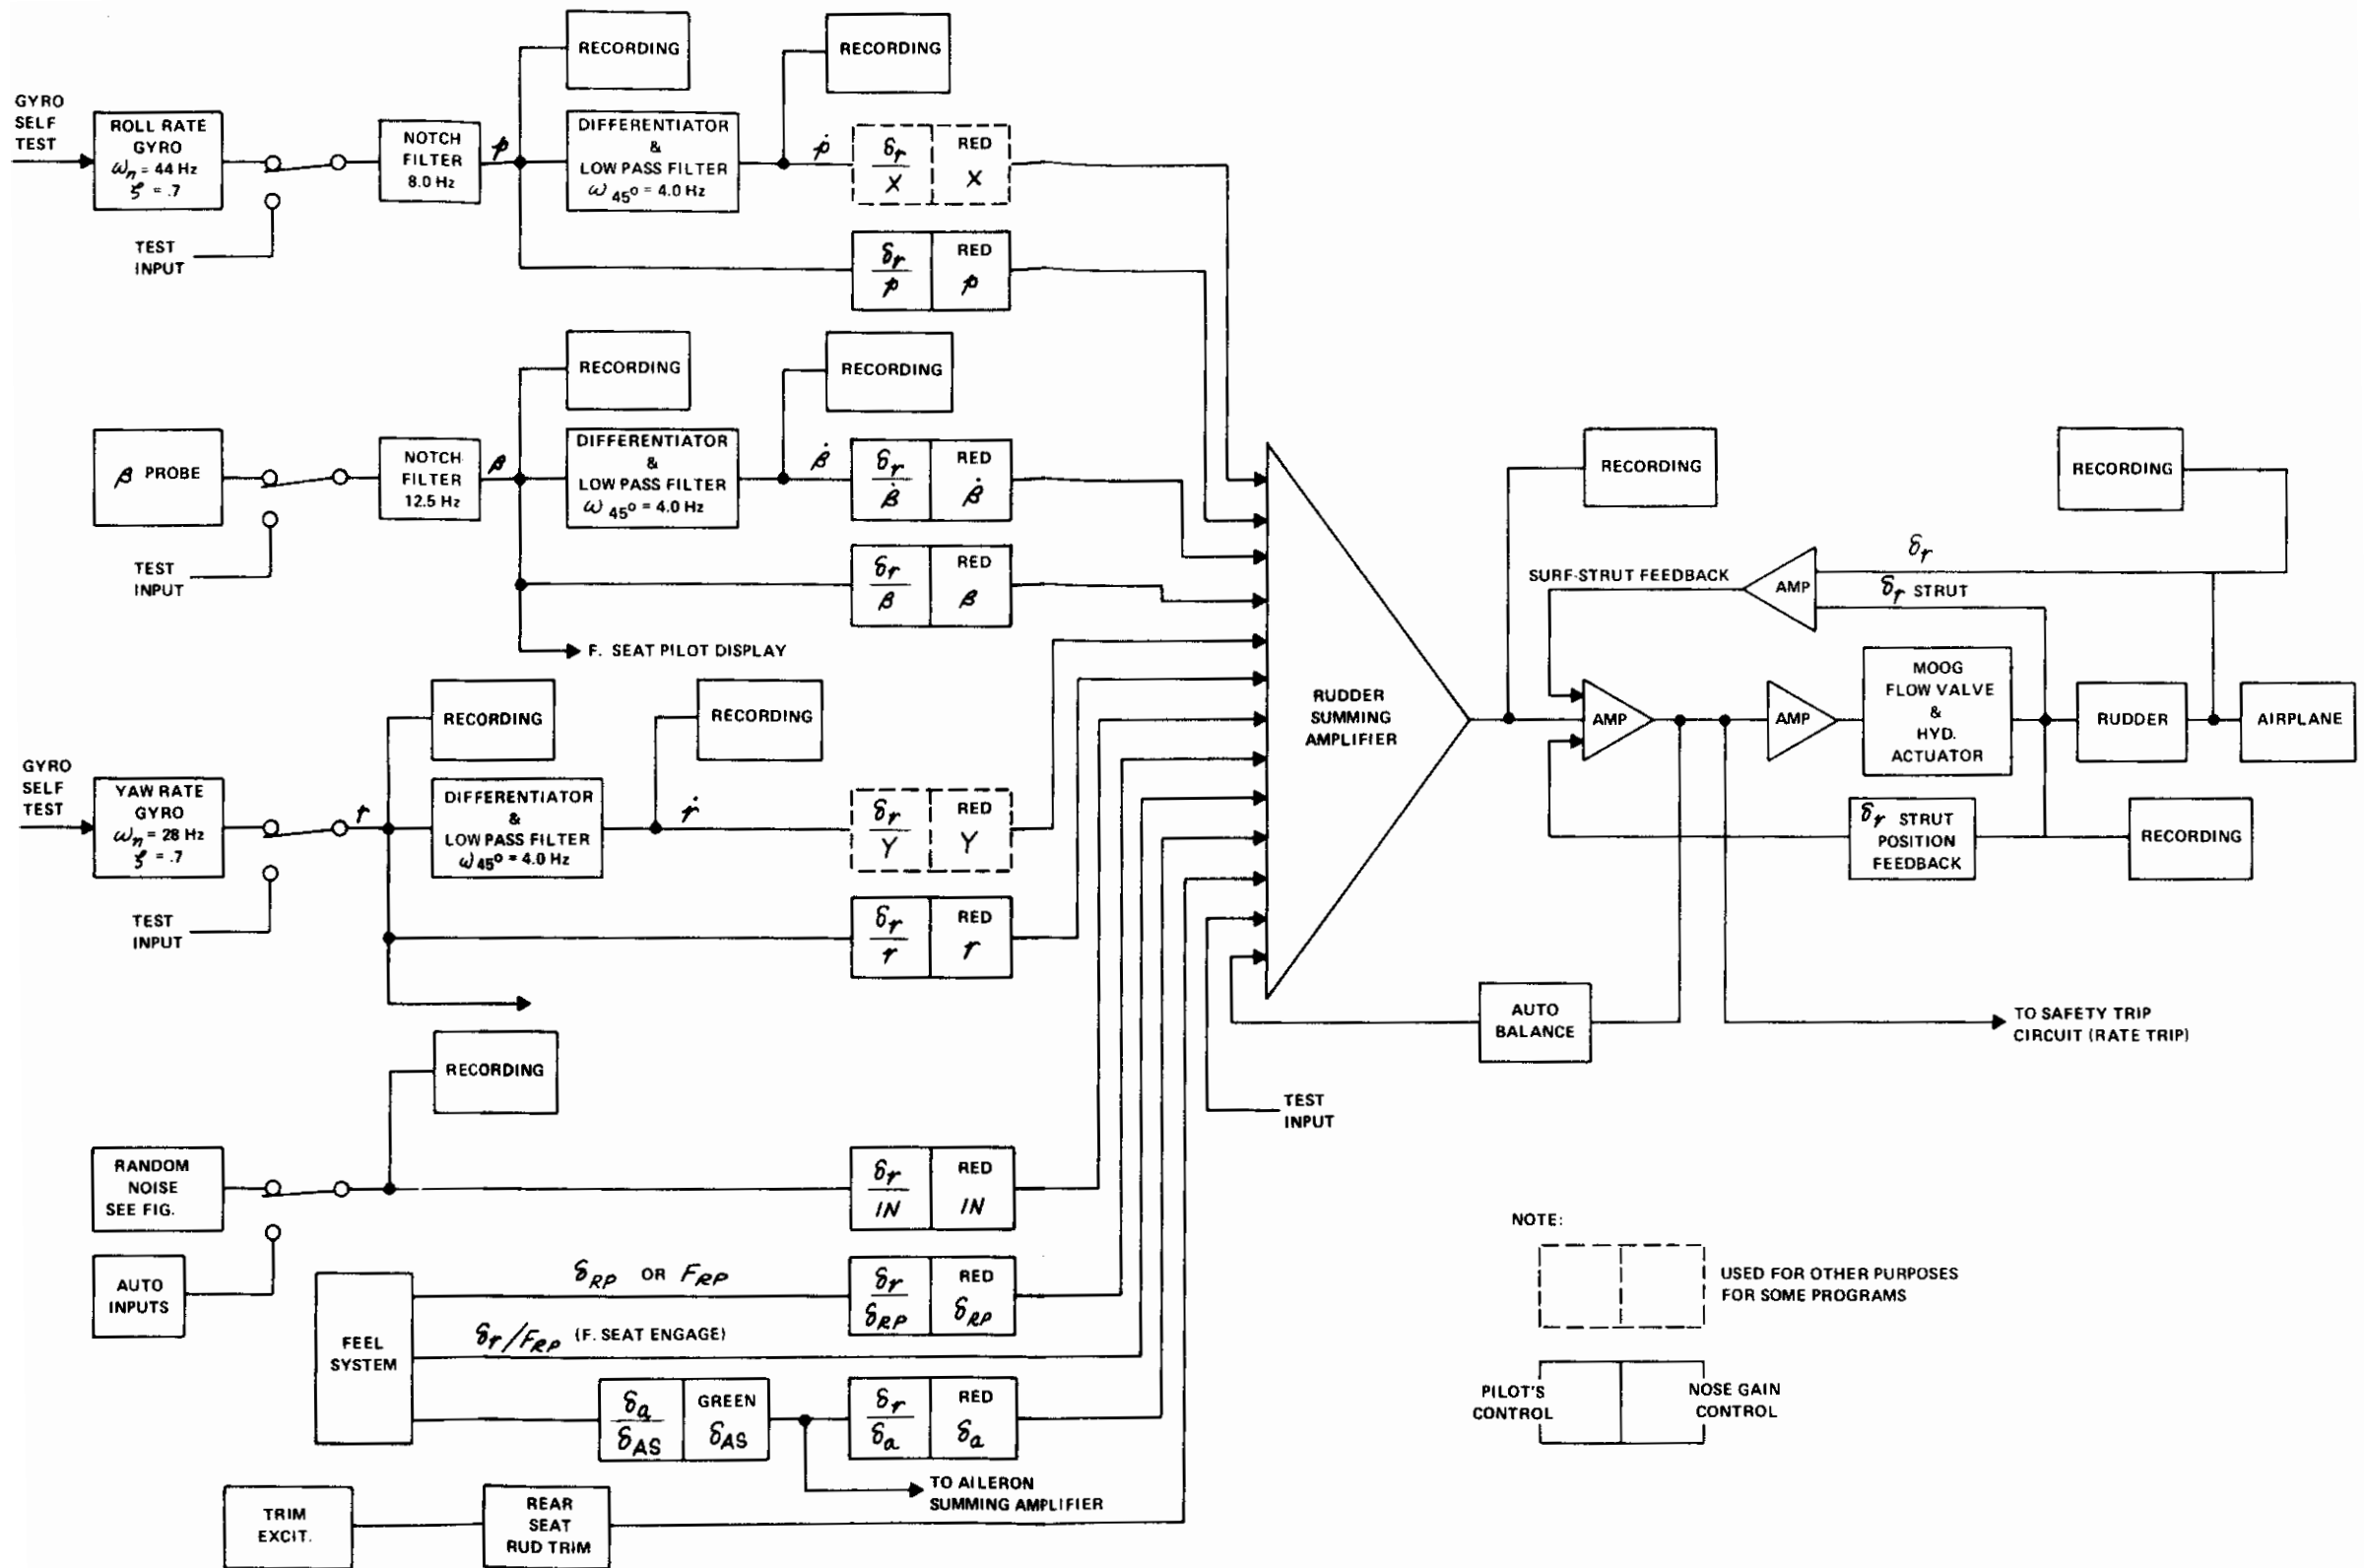 RECORDING
RECORDING
GYRO
SELF
TEST
ROLL RATE
GYRO
ωn = 44 Hz
ζ = .7
TEST
INPUT
NOTCH
FILTER
8.0 Hz
p
DIFFERENTIATOR
&
LOW PASS FILTER
ω 45° = 4.0 Hz
ṗ
δr
X
RED
X
δr
p
RED
p
RECORDING
RECORDING
β PROBE
TEST
INPUT
NOTCH
FILTER
12.5 Hz
β
DIFFERENTIATOR
&
LOW PASS FILTER
ω 45° = 4.0 Hz
β̇
δr
β̇
RED
β̇
δr
β
RED
β
F. SEAT PILOT DISPLAY
RECORDING
RECORDING
GYRO
SELF
TEST
YAW RATE
GYRO
ωn = 28 Hz
ζ = .7
TEST
INPUT
r
DIFFERENTIATOR
&
LOW PASS FILTER
ω 45° = 4.0 Hz
ṙ
δr
Y
RED
Y
δr
r
RED
r
RECORDING
RANDOM
NOISE
SEE FIG.
AUTO
INPUTS
δr
IN
RED
IN
FEEL
SYSTEM
δRP OR FRP
δr
δRP
RED
δRP
δr/FRP (F. SEAT ENGAGE)
δa
δAS
GREEN
δAS
δr
δa
RED
δa
TO AILERON
SUMMING AMPLIFIER
TRIM
EXCIT.
REAR
SEAT
RUD TRIM
RUDDER
SUMMING
AMPLIFIER
TEST
INPUT
RECORDING
RECORDING
δr
SURF-STRUT FEEDBACK
AMP
δr STRUT
AMP
AMP
MOOG
FLOW VALVE
&
HYD.
ACTUATOR
RUDDER
AIRPLANE
δr STRUT
POSITION
FEEDBACK
RECORDING
AUTO
BALANCE
TO SAFETY TRIP
CIRCUIT (RATE TRIP)
NOTE:
USED FOR OTHER PURPOSES
FOR SOME PROGRAMS
PILOT'S
CONTROL
NOSE GAIN
CONTROL